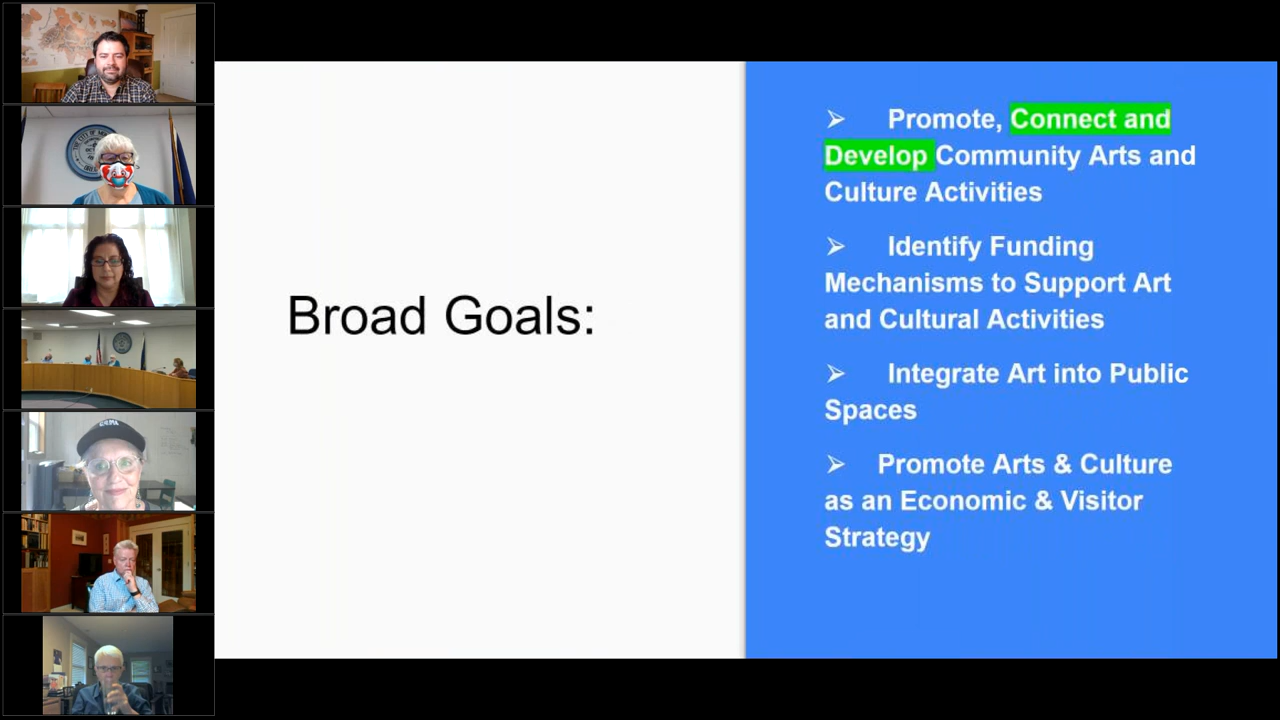 Broad Goals:
➢ Promote, Connect and
Develop Community Arts and
Culture Activities
➢ Identify Funding
Mechanisms to Support Art
and Cultural Activities
➢ Integrate Art into Public
Spaces
➢ Promote Arts & Culture
as an Economic & Visitor
Strategy